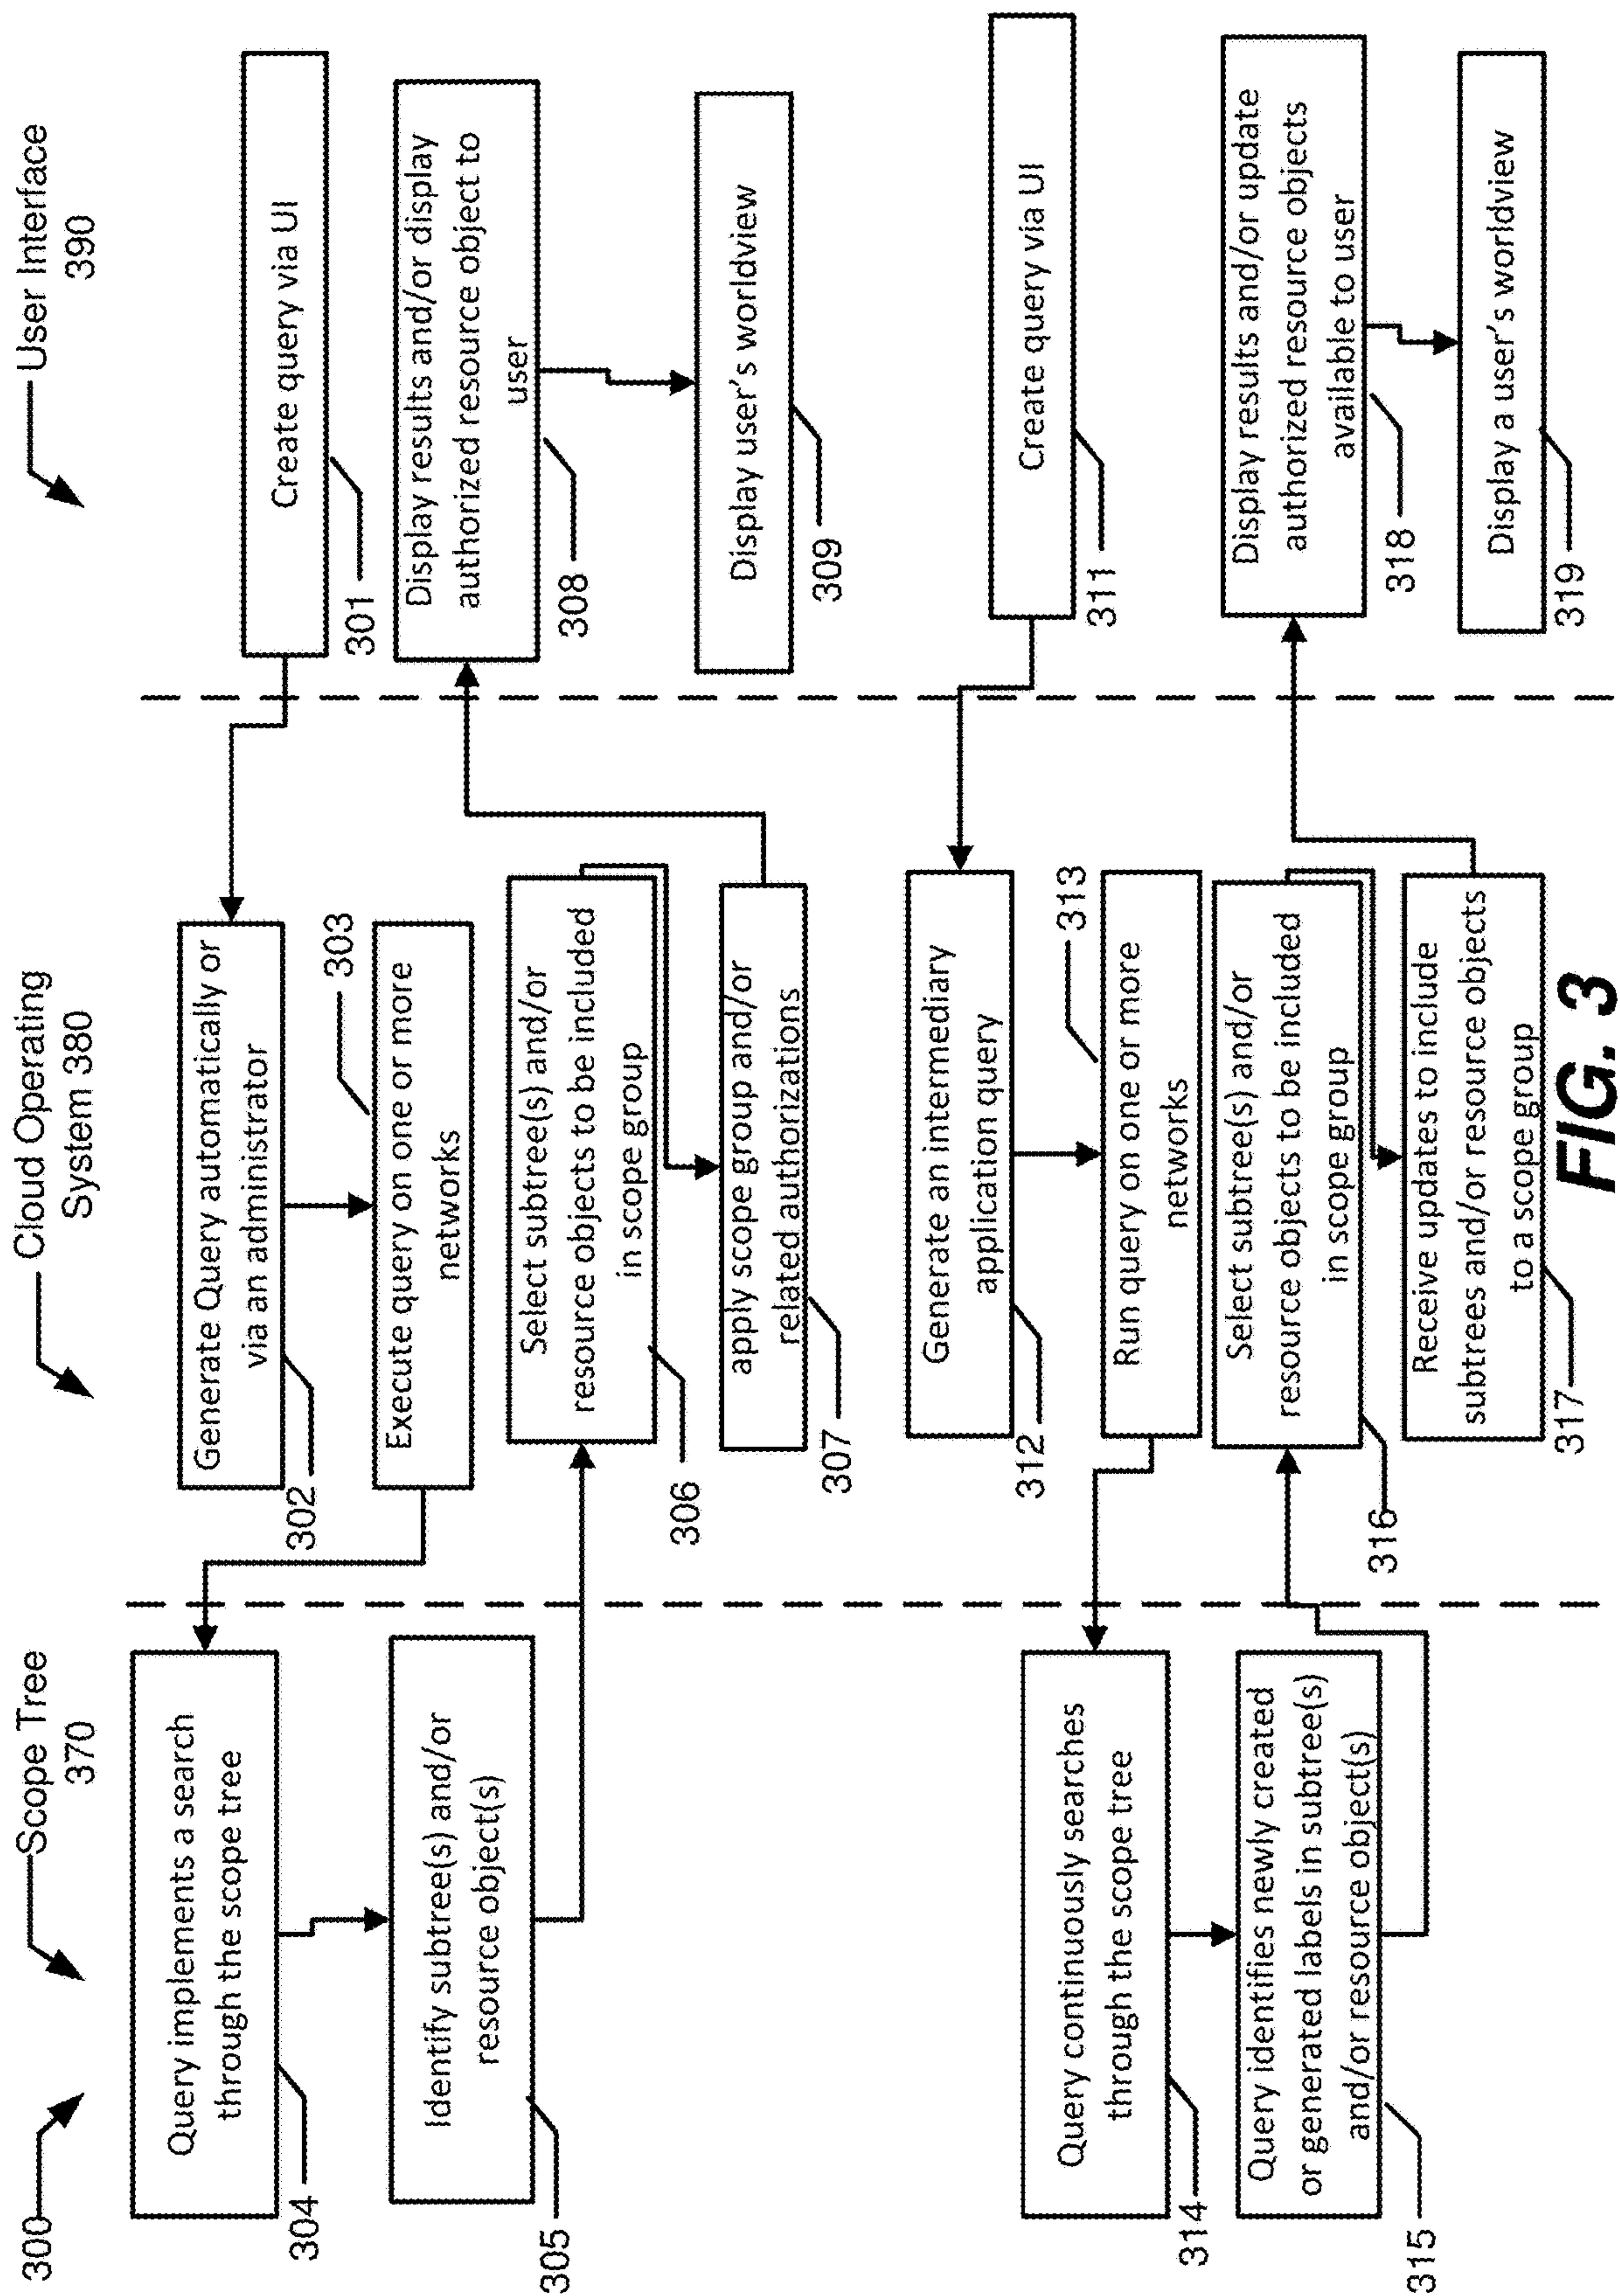 300
Scope Tree
370
Cloud Operating
System 380
User Interface
390
Create query via UI
301
Generate Query automatically or
via an administrator
302
303
Execute query on one or more
networks
Query implements a search
through the scope tree
304
Identify subtree(s) and/or
resource object(s)
305
Select subtree(s) and/or
resource objects to be included
in scope group
306
apply scope group and/or
related authorizations
307
Display results and/or display
authorized resource object to
user
308
Display user's worldview
309
Create query via UI
311
Generate an intermediary
application query
312
313
Run query on one or more
networks
Query continuously searches
through the scope tree
314
Query identifies newly created
or generated labels in subtree(s)
and/or resource object(s)
315
Select subtree(s) and/or
resource objects to be included
in scope group
316
Receive updates to include
subtrees and/or resource objects
to a scope group
317
Display results and/or update
authorized resource objects
available to user
318
Display a user's worldview
319
FIG. 3